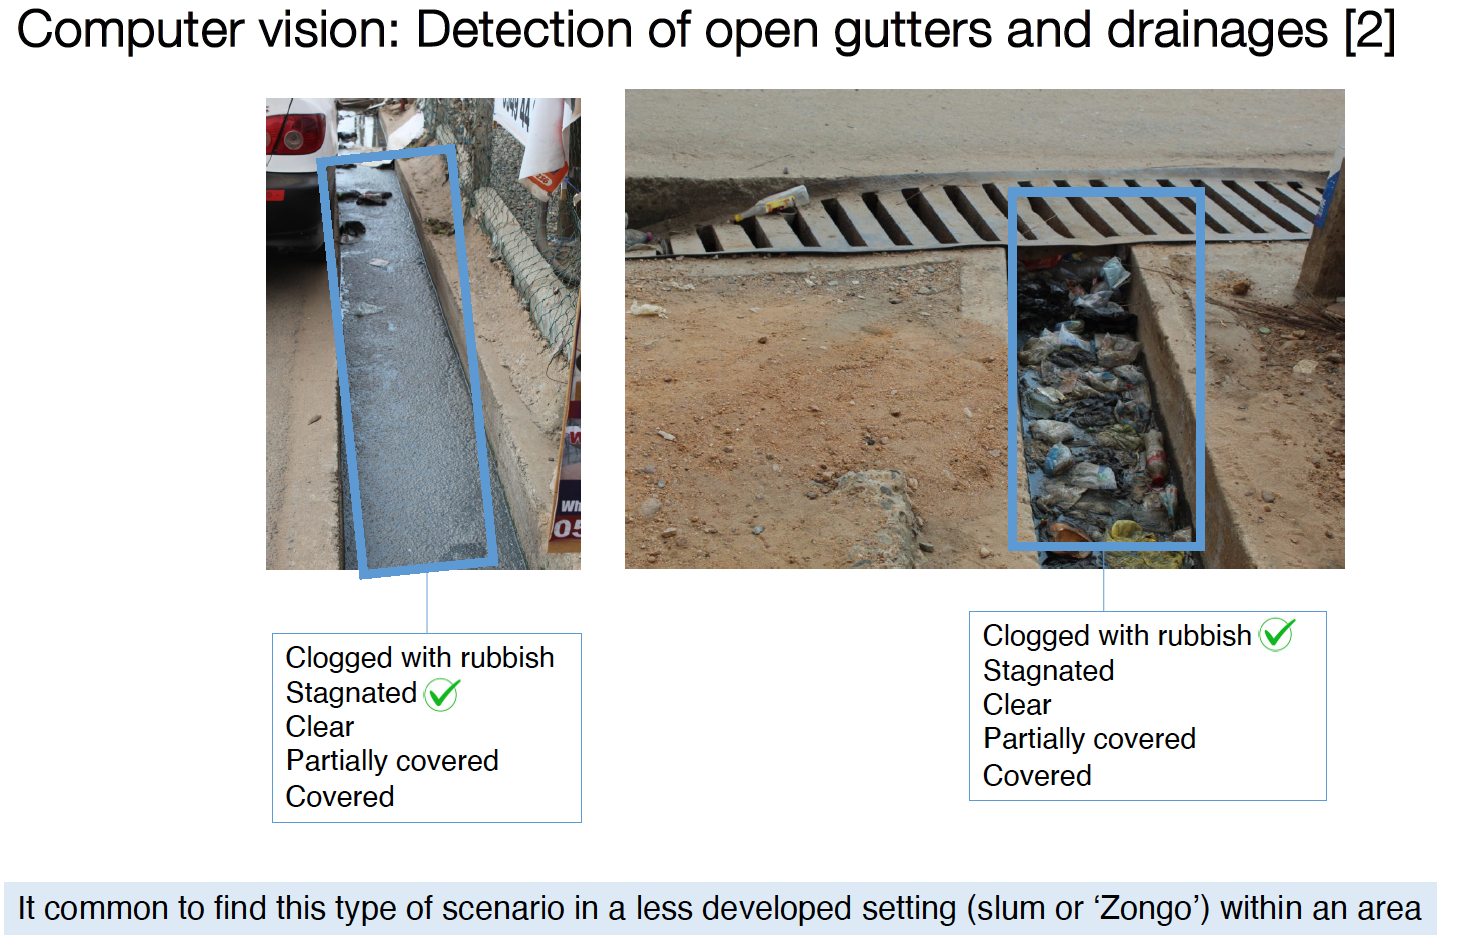 Computer vision: Detection of open gutters and drainages [2]
Clogged with rubbish
Stagnated
Clear
Partially covered
Covered
Clogged with rubbish
Stagnated
Clear
Partially covered
Covered
It common to find this type of scenario in a less developed setting (slum or ‘Zongo’) within an area